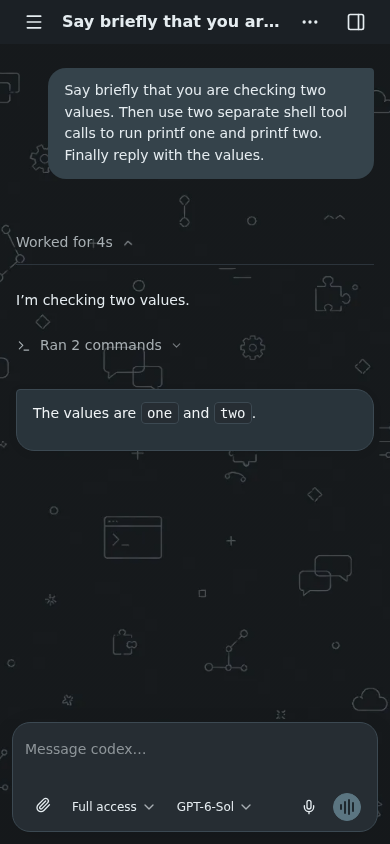 Say briefly that you ar…
Say briefly that you are checking two
values. Then use two separate shell tool
calls to run printf one and printf two.
Finally reply with the values.
Worked for 4s
I’m checking two values.
Ran 2 commands
The values are one and two.
Message codex…
Full access
GPT-6-Sol